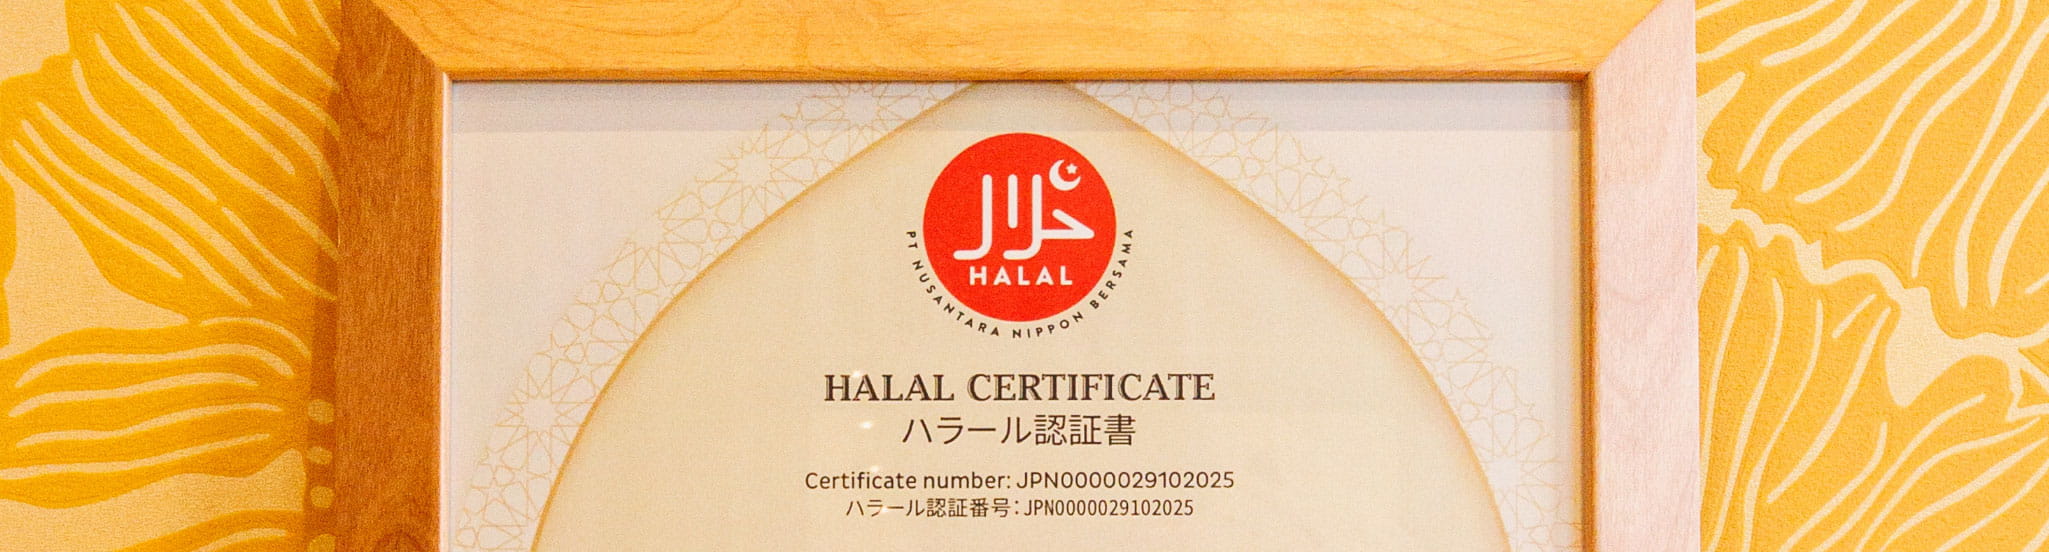 حلال
HALAL
PT NUSANTARA NIPPON BERSAMA
HALAL CERTIFICATE
ハラール認証書
Certificate number: JPN0000029102025
ハラール認証番号：JPN0000029102025